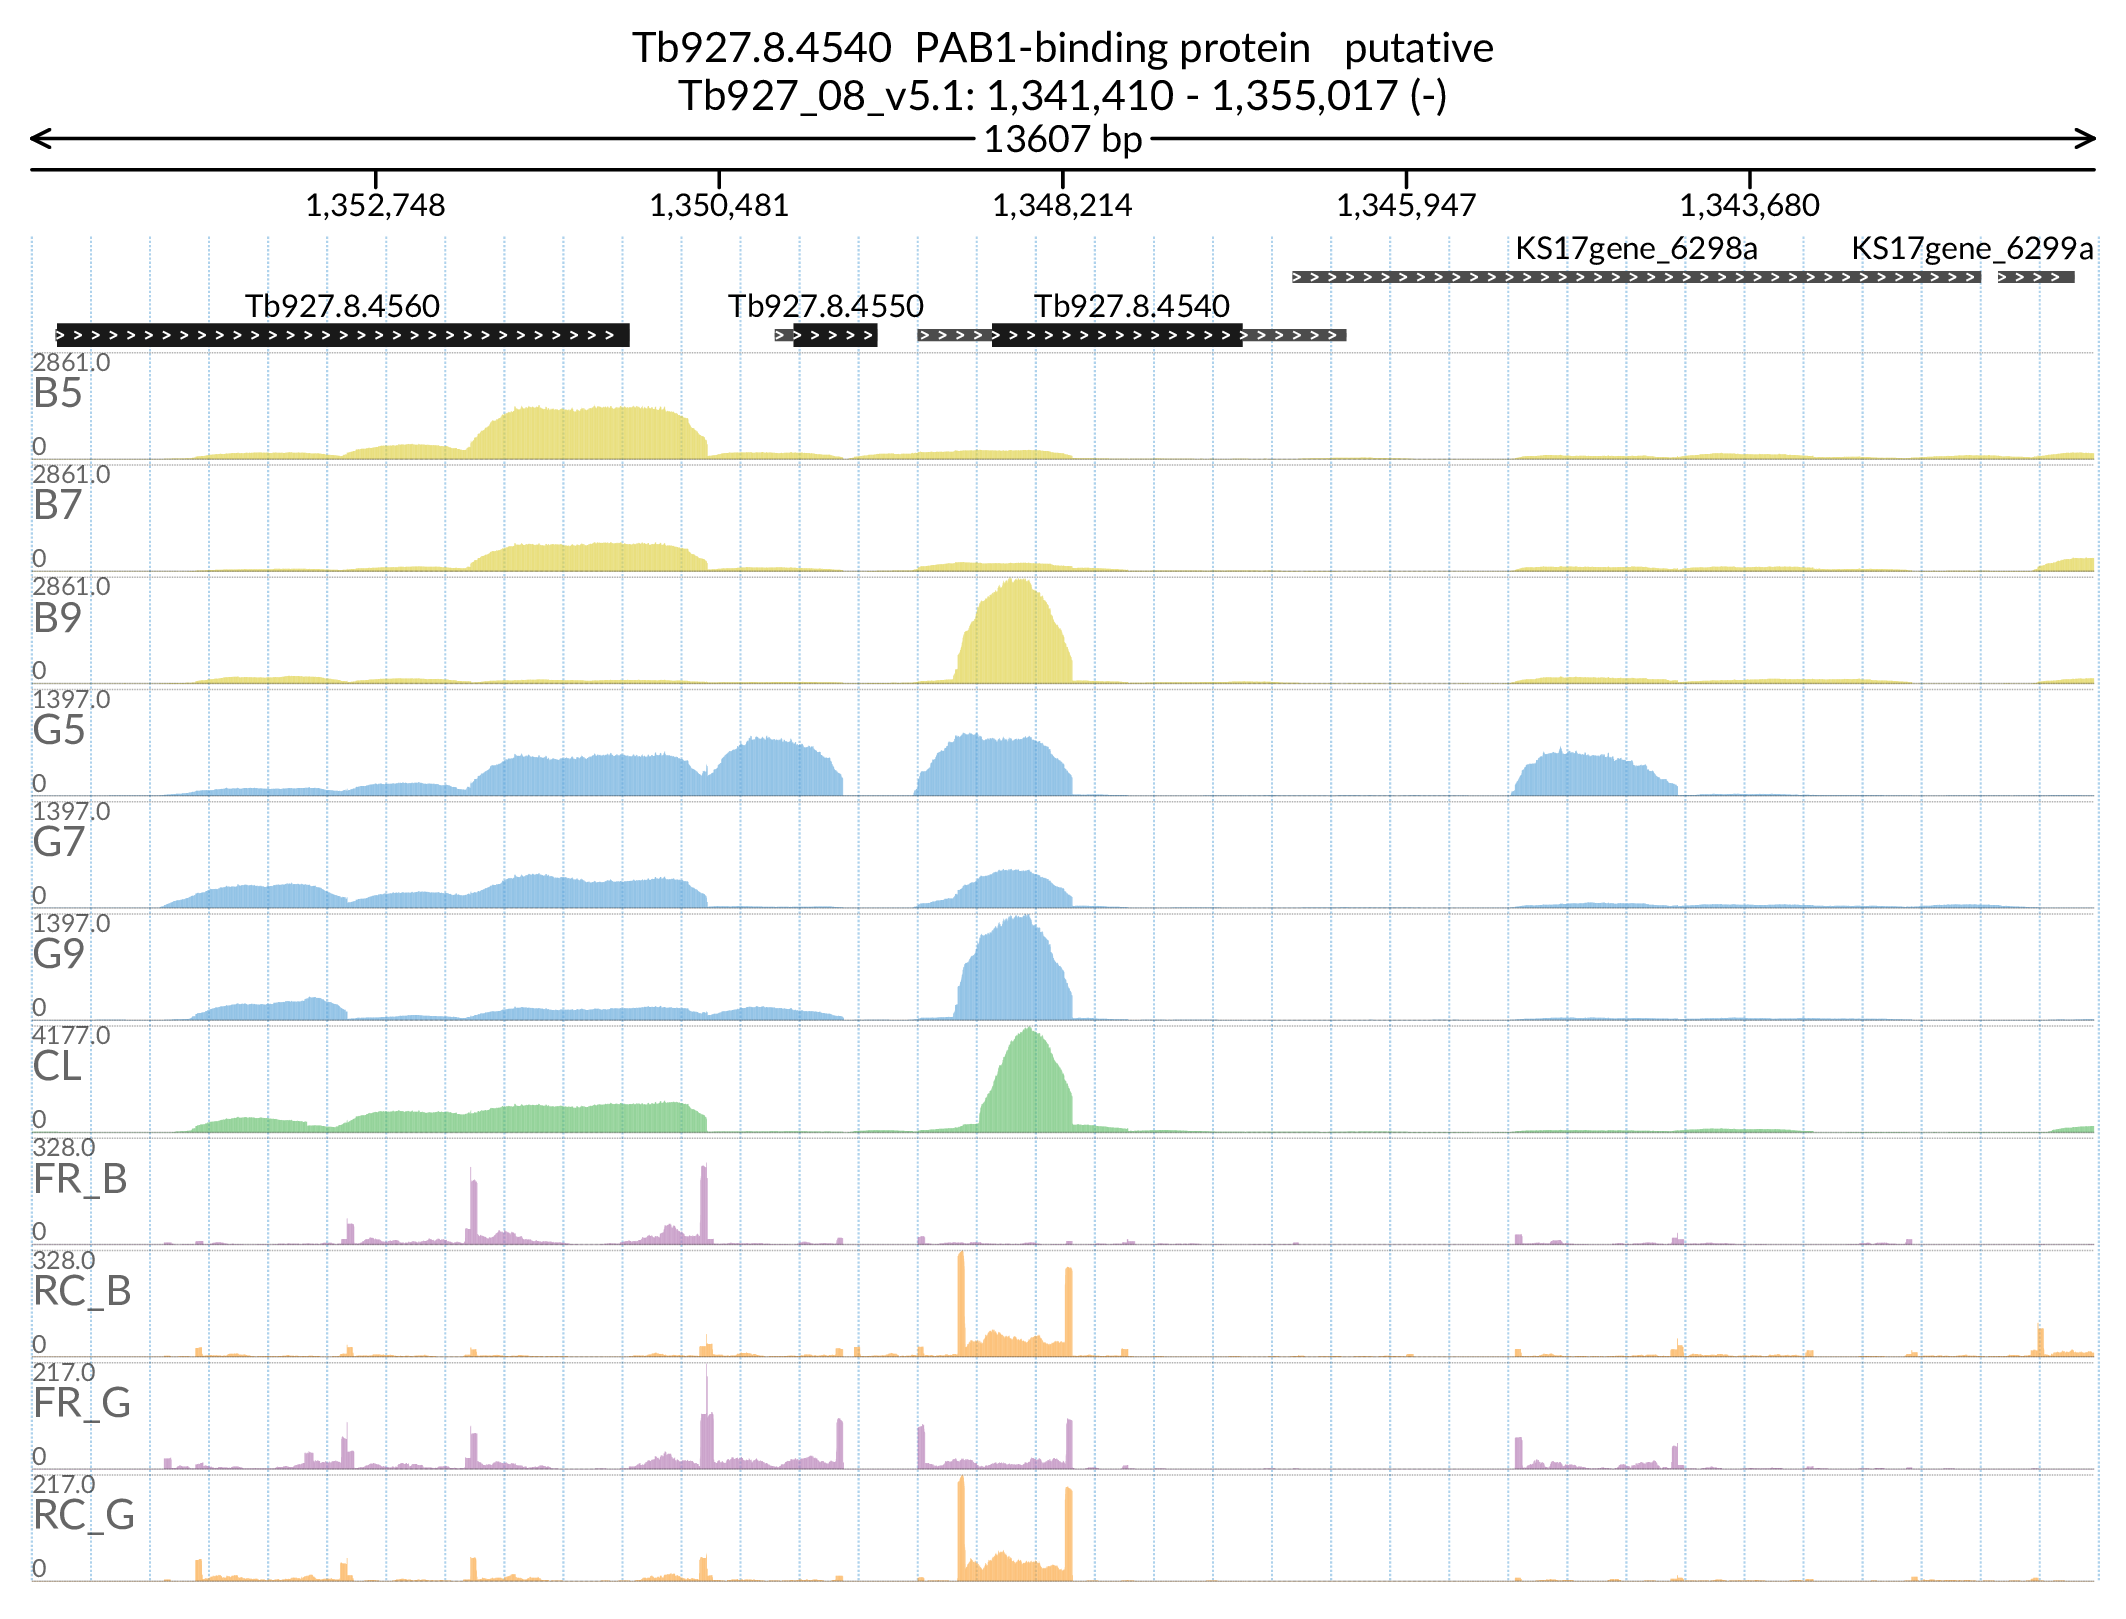 Tb927.8.4540  PAB1-binding protein   putative
Tb927_08_v5.1: 1,341,410 - 1,355,017 (-)
13607 bp
1,352,748 1,350,481 1,348,214 1,345,947 1,343,680
KS17gene_6298a KS17gene_6299a
Tb927.8.4560 Tb927.8.4550 Tb927.8.4540
2861.0
B5
0
2861.0
B7
0
2861.0
B9
0
1397.0
G5
0
1397.0
G7
0
1397.0
G9
0
4177.0
CL
0
328.0
FR_B
0
328.0
RC_B
0
217.0
FR_G
0
217.0
RC_G
0